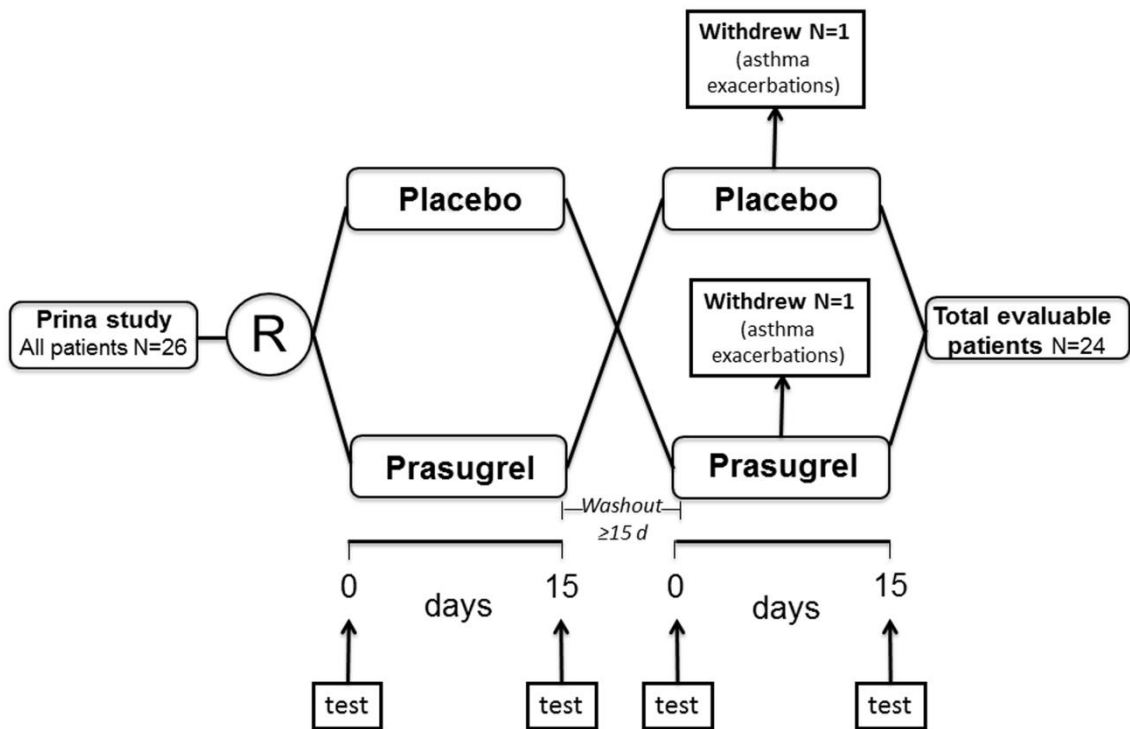 Withdrew N=1
(asthma
exacerbations)
Placebo
Placebo
Withdrew N=1
(asthma
exacerbations)
Prina study
All patients N=26
R
Total evaluable
patients N=24
Prasugrel
Prasugrel
Washout
≥15 d
0
15
0
15
days
days
test
test
test
test